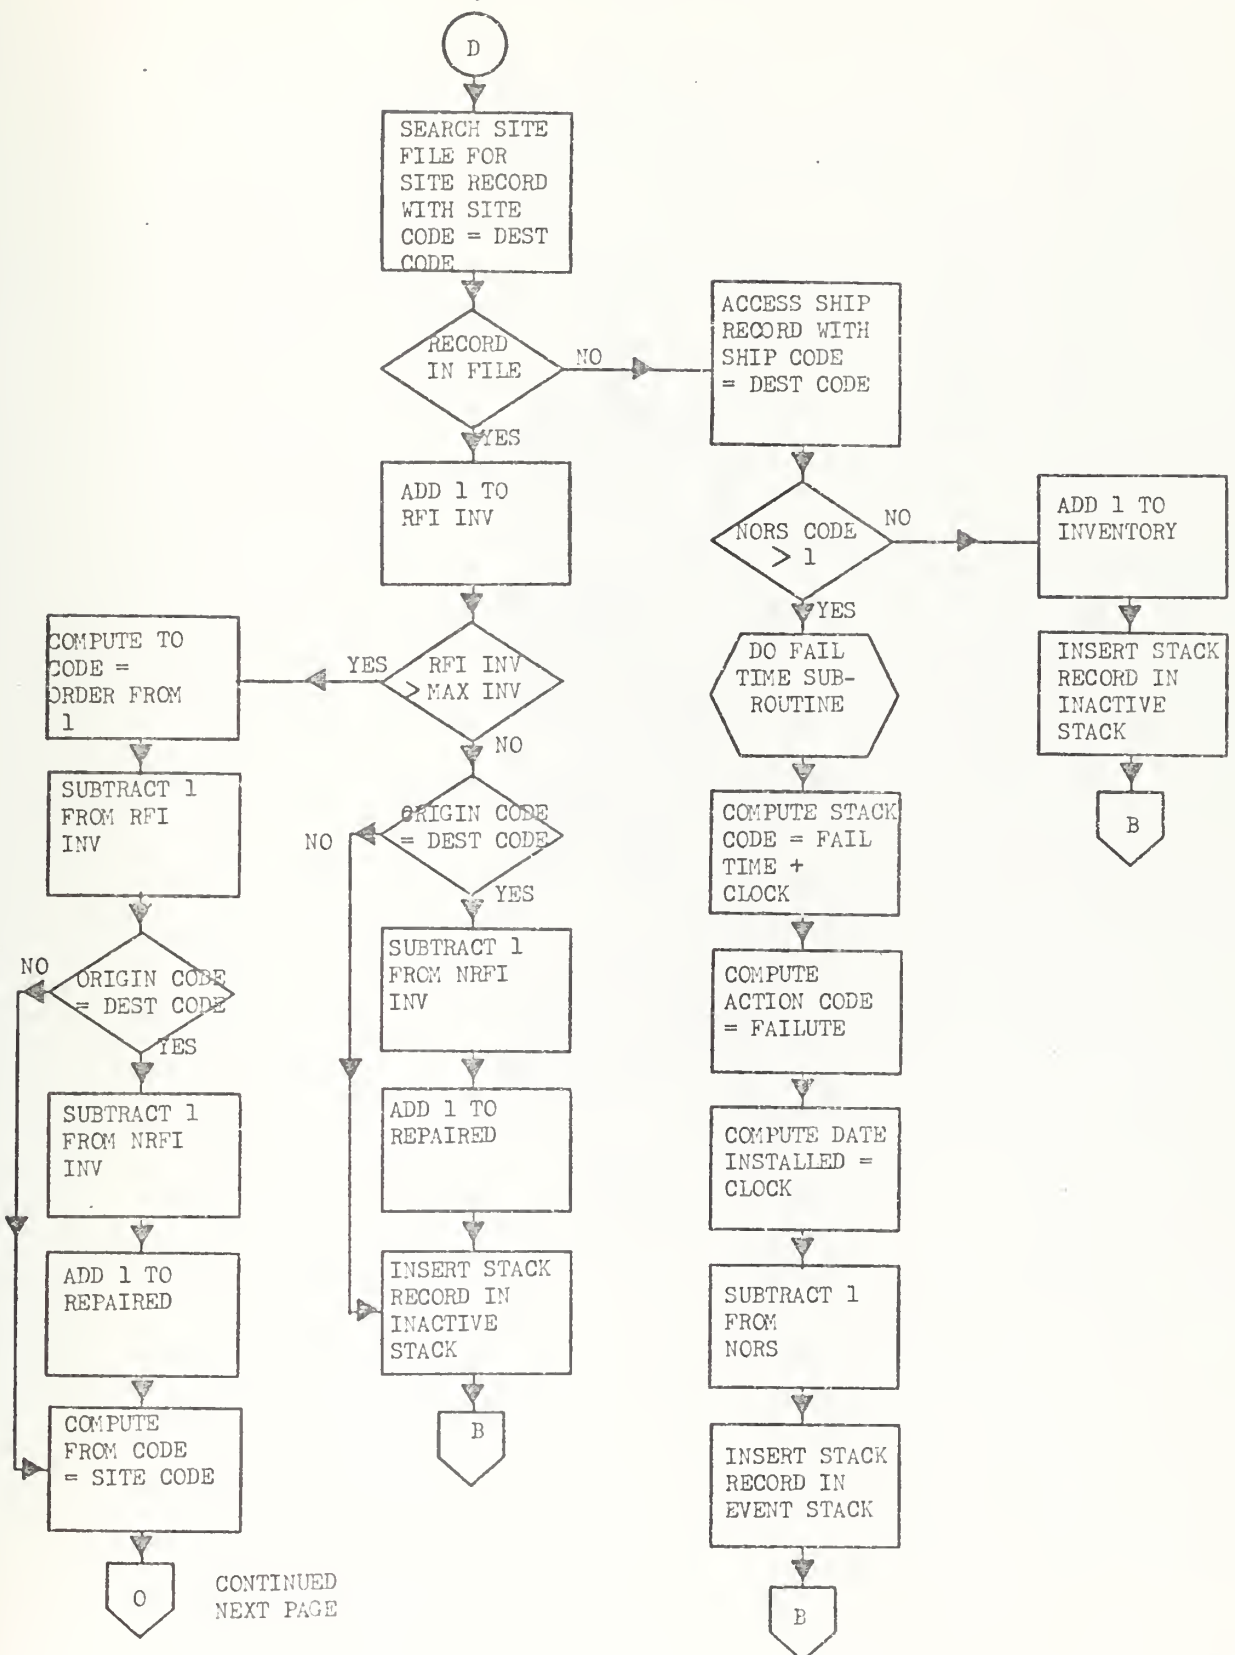 D
SEARCH SITE
FILE FOR
SITE RECORD
WITH SITE
CODE = DEST
CODE
RECORD
IN FILE
NO
YES
ACCESS SHIP
RECORD WITH
SHIP CODE
= DEST CODE
ADD 1 TO
RFI INV
NORS CODE
> 1
NO
YES
ADD 1 TO
INVENTORY
INSERT STACK
RECORD IN
INACTIVE
STACK
B
RFI INV
> MAX INV
YES
NO
COMPUTE TO
CODE =
ORDER FROM
1
SUBTRACT 1
FROM RFI
INV
ORIGIN CODE
= DEST CODE
NO
YES
SUBTRACT 1
FROM NRFI
INV
ADD 1 TO
REPAIRED
COMPUTE
FROM CODE
= SITE CODE
O
CONTINUED
NEXT PAGE
ORIGIN CODE
= DEST CODE
NO
YES
SUBTRACT 1
FROM NRFI
INV
ADD 1 TO
REPAIRED
INSERT STACK
RECORD IN
INACTIVE
STACK
B
DO FAIL
TIME SUB-
ROUTINE
COMPUTE STACK
CODE = FAIL
TIME +
CLOCK
COMPUTE
ACTION CODE
= FAILUTE
COMPUTE DATE
INSTALLED =
CLOCK
SUBTRACT 1
FROM
NORS
INSERT STACK
RECORD IN
EVENT STACK
B